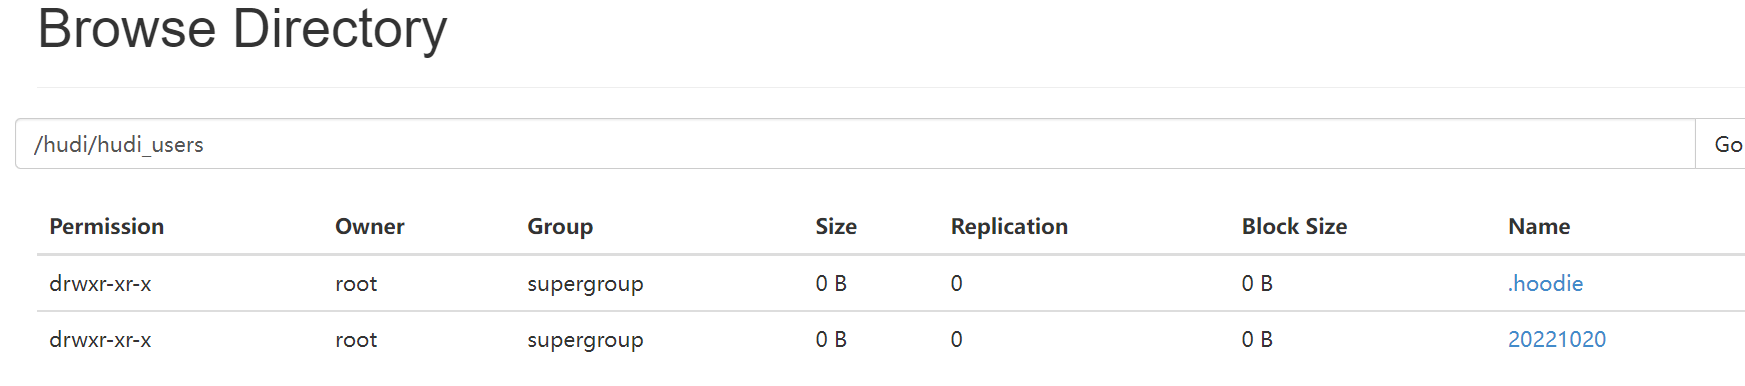 Browse Directory
/hudi/hudi_users Go
Permission Owner Group Size Replication Block Size Name
drwxr-xr-x root supergroup 0 B 0 0 B .hoodie
drwxr-xr-x root supergroup 0 B 0 0 B 20221020